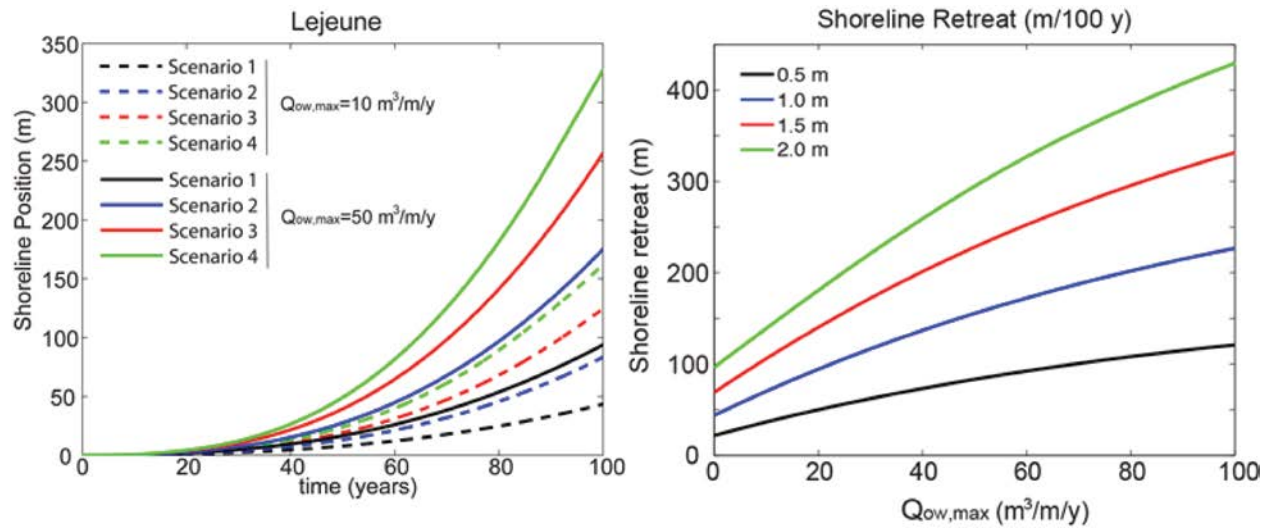 Lejeune
350
300
250
200
150
100
50
0
Shoreline Position (m)
Scenario 1
Scenario 2
Scenario 3
Scenario 4
Qow,max=10 m³/m/y
Scenario 1
Scenario 2
Scenario 3
Scenario 4
Qow,max=50 m³/m/y
0 20 40 60 80 100
time (years)
Shoreline Retreat (m/100 y)
400
300
200
100
0
Shoreline retreat (m)
0.5 m
1.0 m
1.5 m
2.0 m
0 20 40 60 80 100
Qow,max (m³/m/y)